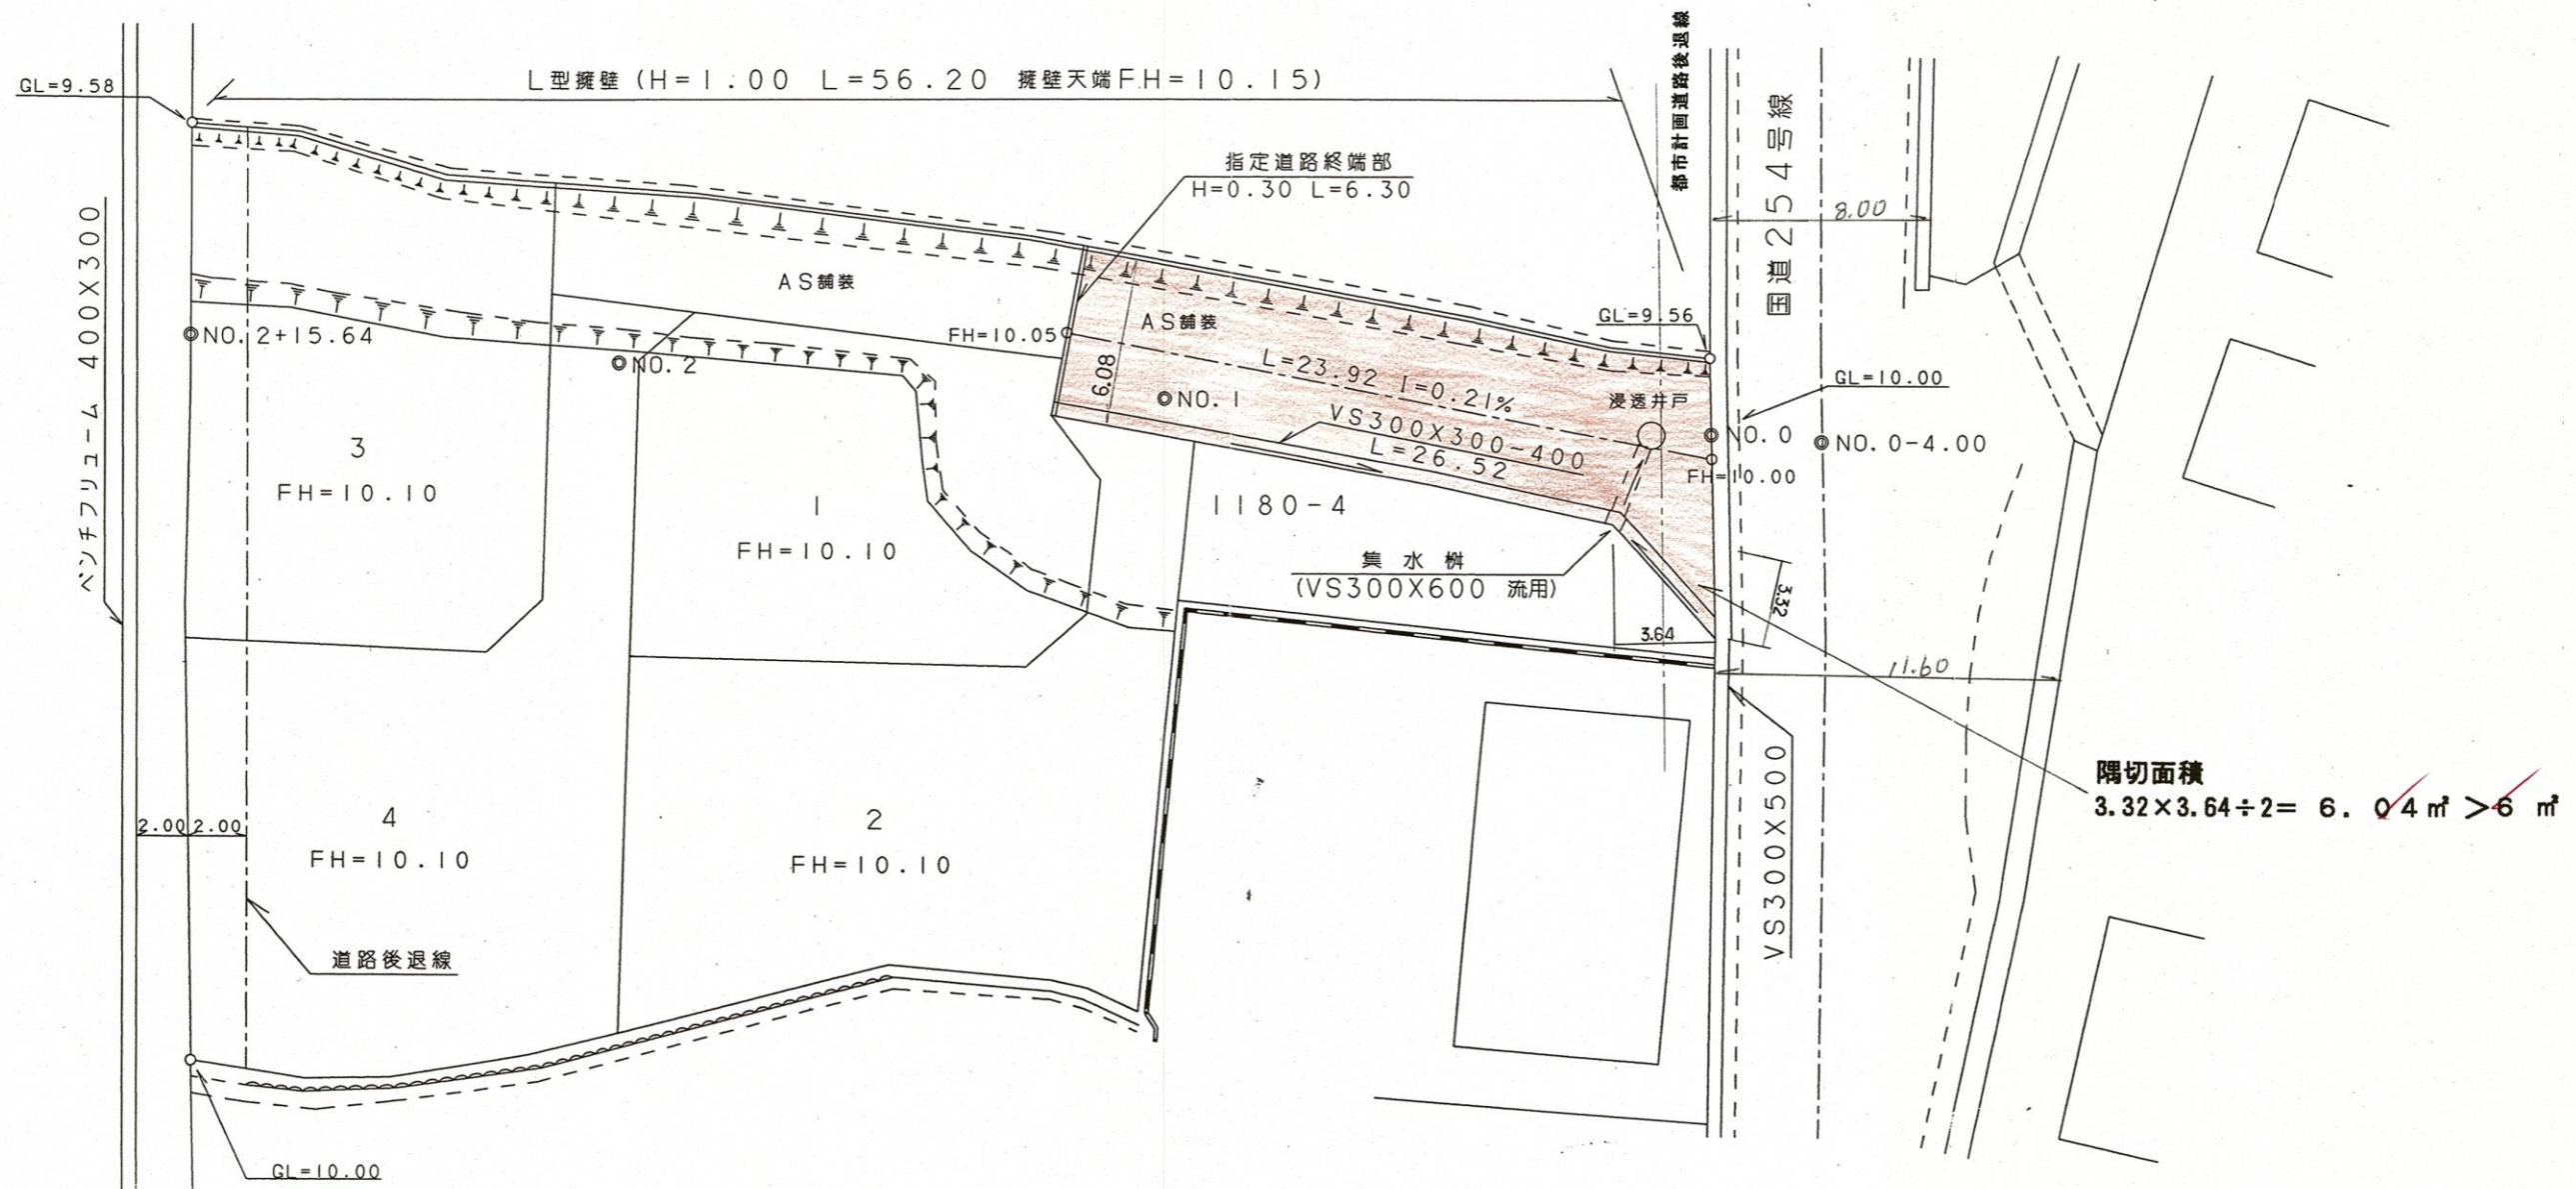 GL=9.58
L型擁壁 (H=1.00 L=56.20 擁壁天端FH=10.15)
都市計画道路後退線
国道254号線
指定道路終端部
H=0.30 L=6.30
8.00
ベンチフリューム 400X300
AS舗装
AS舗装
GL=9.56
FH=10.05
NO.2+15.64
NO.2
6.08
L=23.92 I=0.21%
GL=10.00
NO.1
浸透井戸
VS300X300-400
L=26.52
NO.0
NO.0-4.00
FH=10.00
3
FH=10.10
1
FH=10.10
1180-4
集水桝
(VS300X600 流用)
3.32
3.64
11.60
VS300X500
隅切面積
3.32×3.64÷2= 6.04㎡ >6 ㎡
2.00 2.00
4
FH=10.10
2
FH=10.10
道路後退線
GL=10.00